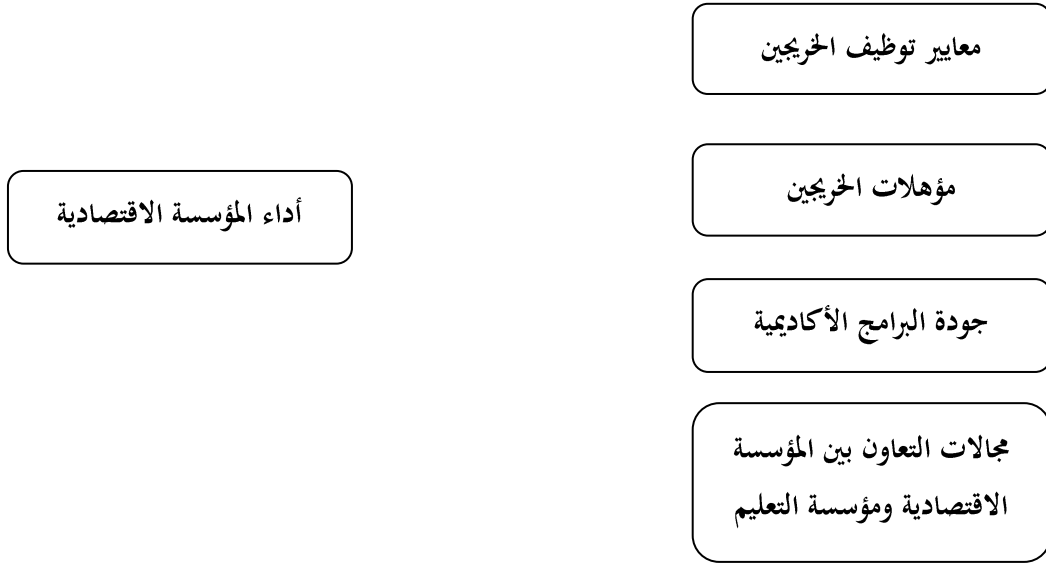 معايير توظيف الخريجين
مؤهلات الخريجين
أداء المؤسسة الاقتصادية
جودة البرامج الأكاديمية
مجالات التعاون بين المؤسسة
الاقتصادية ومؤسسة التعليم